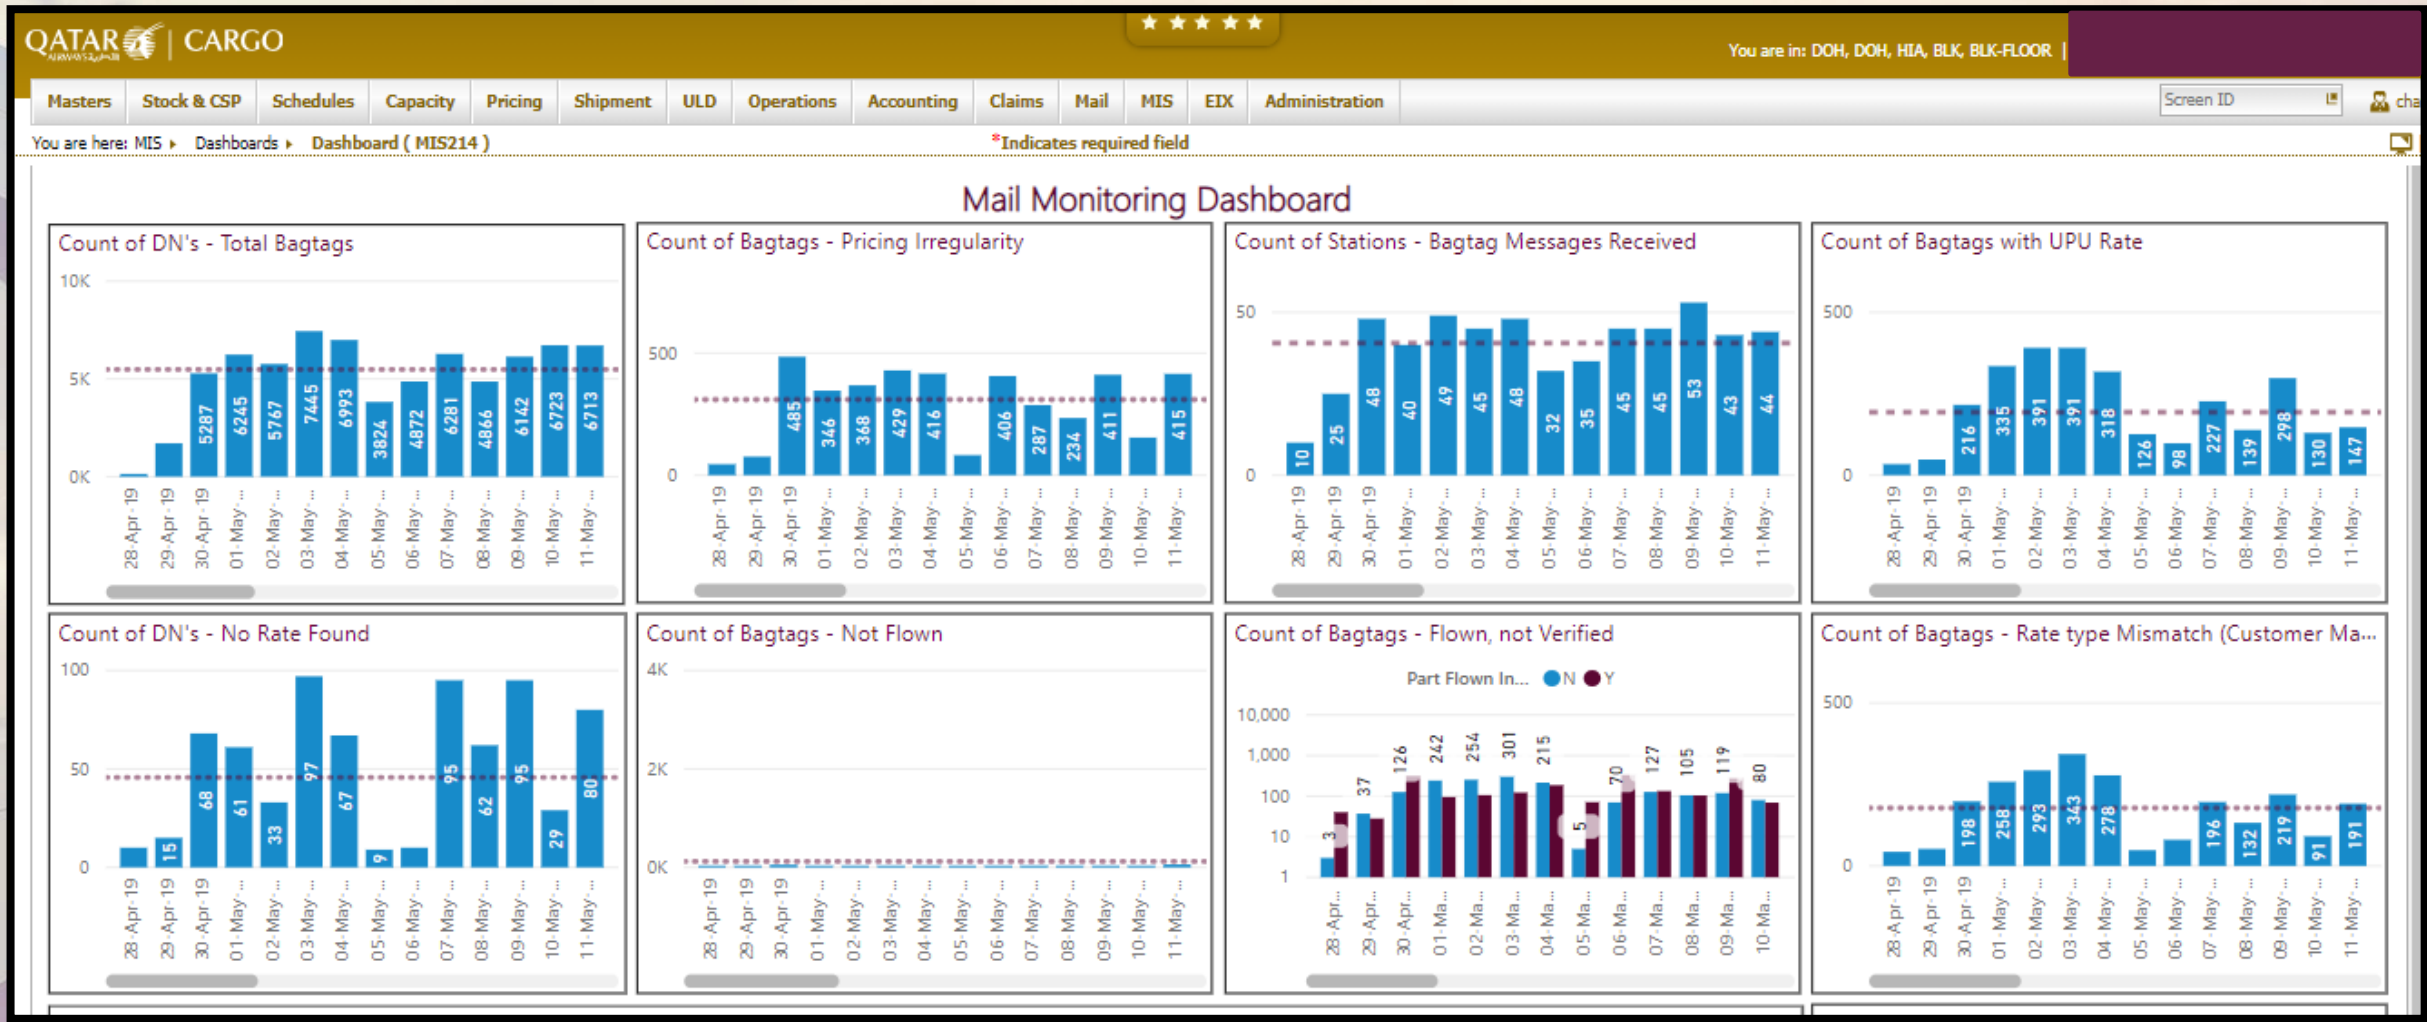 QATAR | CARGO
AIRWAYS القطرية
You are in: DOH, DOH, HIA, BLK, BLK-FLOOR |
Masters Stock & CSP Schedules Capacity Pricing Shipment ULD Operations Accounting Claims Mail MIS EIX Administration
Screen ID
cha
You are here: MIS Dashboards Dashboard ( MIS214 )
*Indicates required field
Mail Monitoring Dashboard
Count of DN's - Total Bagtags
10K
5K
0K
5287 6245 5767 7445 6993 3824 4872 6281 4866 6142 6723 6713
28-Apr-19 29-Apr-19 30-Apr-19 01-May-... 02-May-... 03-May-... 04-May-... 05-May-... 06-May-... 07-May-... 08-May-... 09-May-... 10-May-... 11-May-...
Count of Bagtags - Pricing Irregularity
500
0
485 346 368 429 416 406 287 234 411 415
28-Apr-19 29-Apr-19 30-Apr-19 01-May-... 02-May-... 03-May-... 04-May-... 05-May-... 06-May-... 07-May-... 08-May-... 09-May-... 10-May-... 11-May-...
Count of Stations - Bagtag Messages Received
50
0
10 25 48 40 49 45 48 32 35 45 45 53 43 44
28-Apr-19 29-Apr-19 30-Apr-19 01-May-... 02-May-... 03-May-... 04-May-... 05-May-... 06-May-... 07-May-... 08-May-... 09-May-... 10-May-... 11-May-...
Count of Bagtags with UPU Rate
500
0
216 335 391 391 318 126 98 227 139 298 130 147
28-Apr-19 29-Apr-19 30-Apr-19 01-May-... 02-May-... 03-May-... 04-May-... 05-May-... 06-May-... 07-May-... 08-May-... 09-May-... 10-May-... 11-May-...
Count of DN's - No Rate Found
100
50
0
15 68 61 33 97 67 9 95 62 95 29 80
28-Apr-19 29-Apr-19 30-Apr-19 01-May-... 02-May-... 03-May-... 04-May-... 05-May-... 06-May-... 07-May-... 08-May-... 09-May-... 10-May-... 11-May-...
Count of Bagtags - Not Flown
4K
2K
0K
28-Apr-19 29-Apr-19 30-Apr-19 01-May-... 02-May-... 03-May-... 04-May-... 05-May-... 06-May-... 07-May-... 08-May-... 09-May-... 10-May-... 11-May-...
Count of Bagtags - Flown, not Verified
Part Flown In... N Y
10,000
1,000
100
10
1
3 37 126 242 254 301 215 5 70 127 105 119 80
28-Apr... 29-Apr... 30-Apr... 01-Ma... 02-Ma... 03-Ma... 04-Ma... 05-Ma... 06-Ma... 07-Ma... 08-Ma... 09-Ma... 10-Ma...
Count of Bagtags - Rate type Mismatch (Customer Ma...
500
0
198 258 293 343 278 196 132 219 91 191
28-Apr-19 29-Apr-19 30-Apr-19 01-May-... 02-May-... 03-May-... 04-May-... 05-May-... 06-May-... 07-May-... 08-May-... 09-May-... 10-May-... 11-May-...